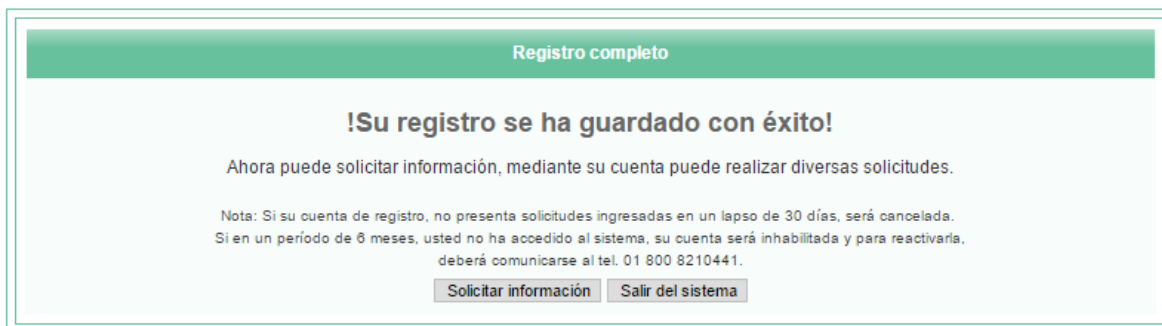 Registro completo
!Su registro se ha guardado con éxito!
Ahora puede solicitar información, mediante su cuenta puede realizar diversas solicitudes.
Nota: Si su cuenta de registro, no presenta solicitudes ingresadas en un lapso de 30 días, será cancelada.
Si en un período de 6 meses, usted no ha accedido al sistema, su cuenta será inhabilitada y para reactivarla,
deberá comunicarse al tel. 01 800 8210441.
Solicitar información Salir del sistema